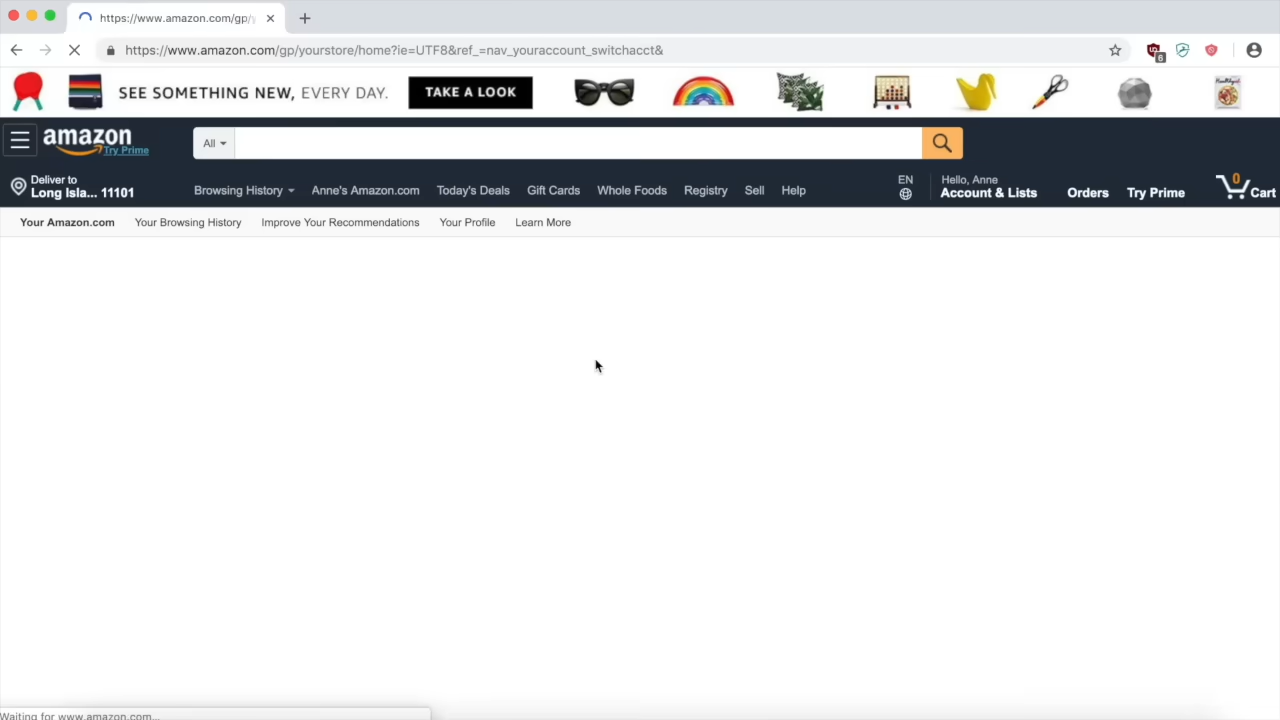 https://www.amazon.com/gp/y
https://www.amazon.com/gp/yourstore/home?ie=UTF8&ref_=nav_youraccount_switchacct&
6
SEE SOMETHING NEW, EVERY DAY. TAKE A LOOK
amazon
Try Prime
All
Deliver to
Long Isla... 11101
Browsing History Anne's Amazon.com Today's Deals Gift Cards Whole Foods Registry Sell Help
EN
Hello, Anne
Account & Lists
Orders
Try Prime
0
Cart
Your Amazon.com Your Browsing History Improve Your Recommendations Your Profile Learn More
Waiting for www.amazon.com...